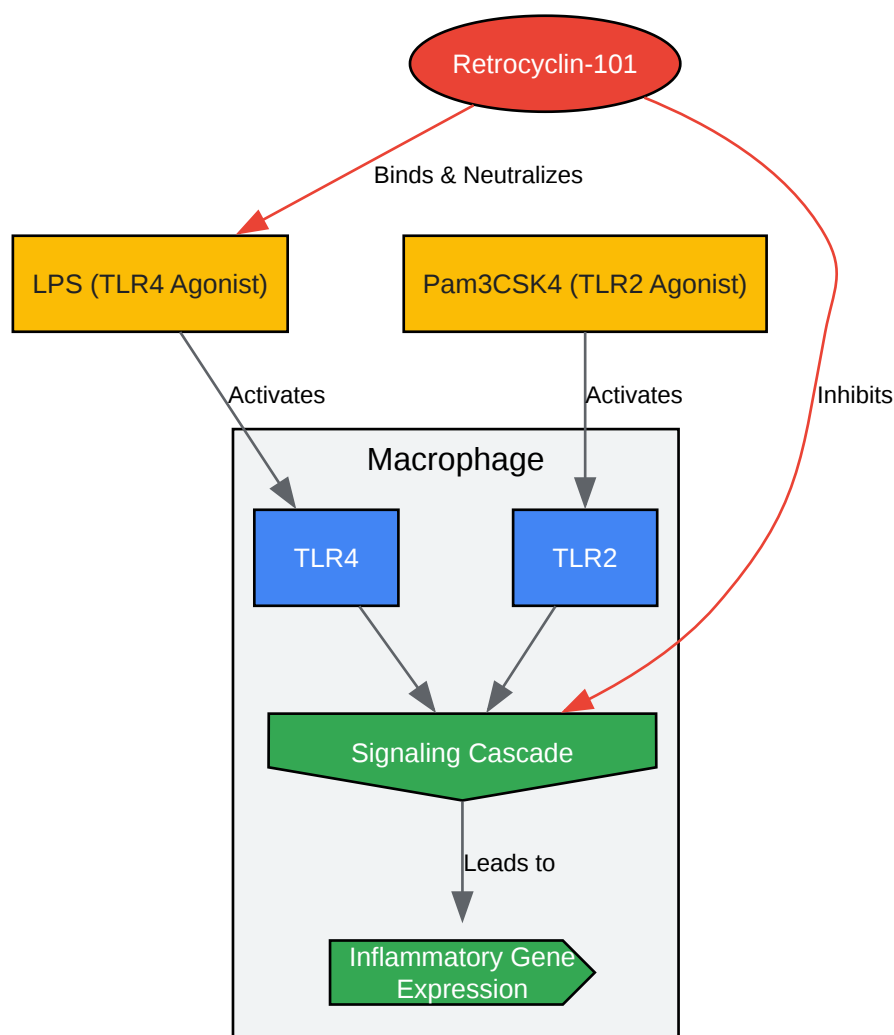 Retrocyclin-101
Binds & Neutralizes
LPS (TLR4 Agonist)
Pam3CSK4 (TLR2 Agonist)
Activates
Activates
Inhibits
Macrophage
TLR4
TLR2
Signaling Cascade
Leads to
Inflammatory Gene
Expression